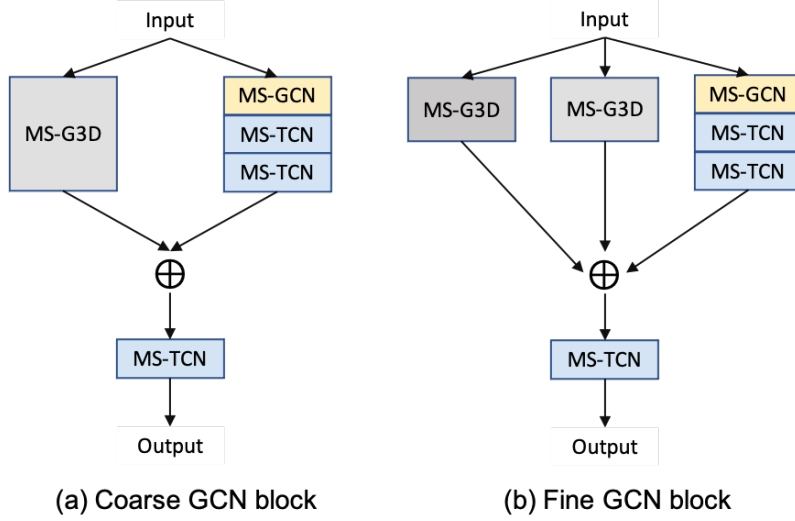 Input
MS-G3D
MS-GCN
MS-TCN
MS-TCN
MS-TCN
Output
(a) Coarse GCN block
Input
MS-G3D
MS-G3D
MS-GCN
MS-TCN
MS-TCN
MS-TCN
Output
(b) Fine GCN block